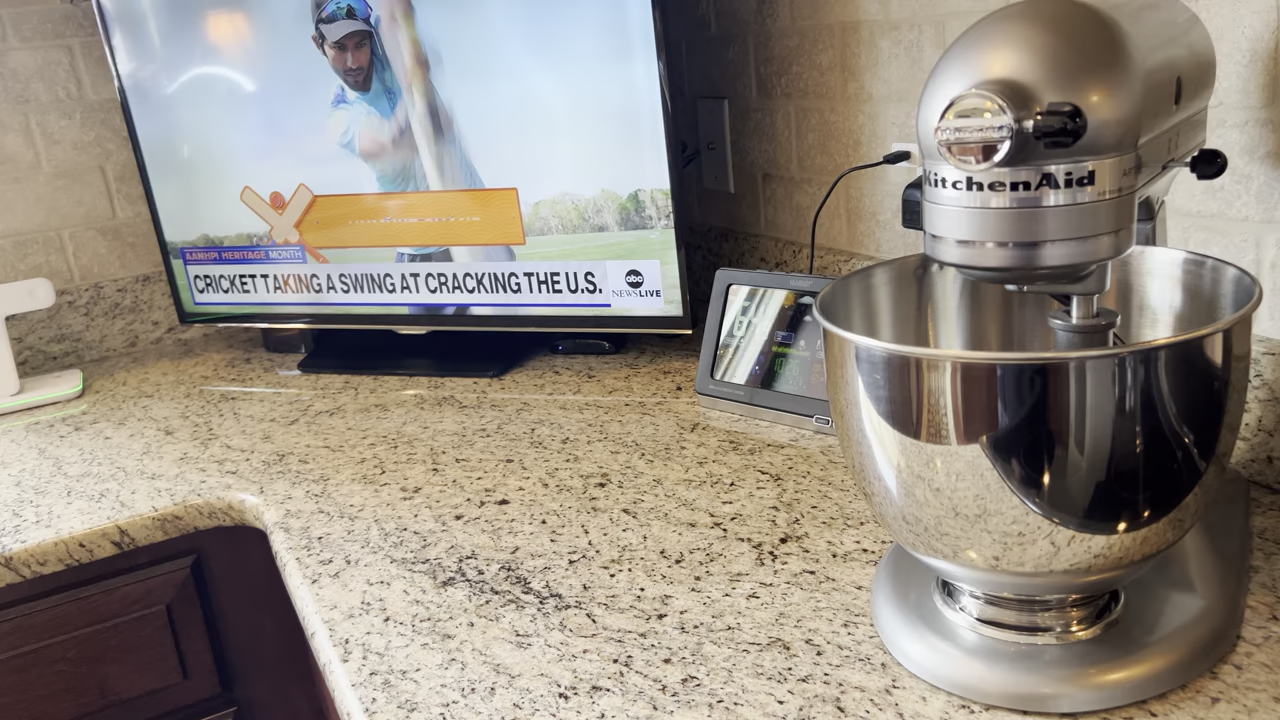 AANHPI HERITAGE MONTH
CRICKET TAKING A SWING AT CRACKING THE U.S.
abc
NEWS LIVE
KitchenAid